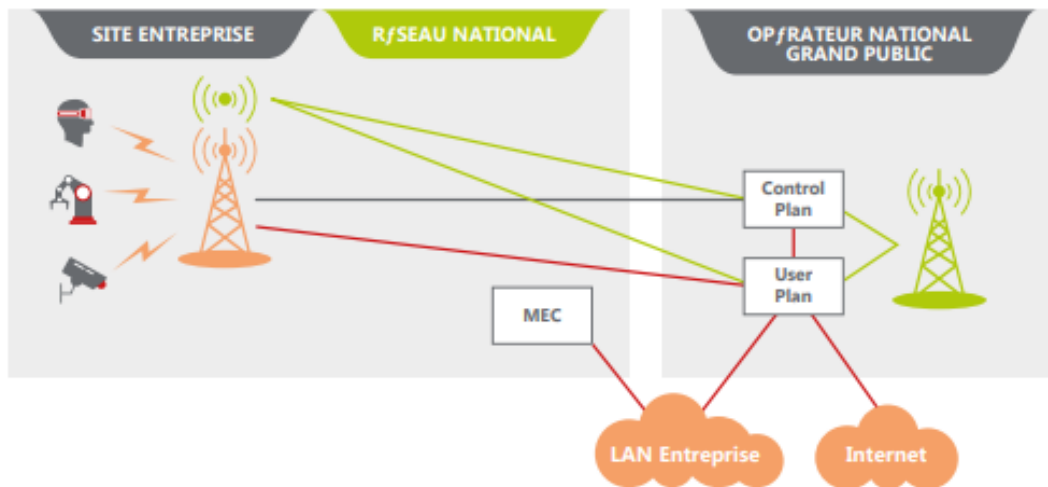 SITE ENTREPRISE
RƒSEAU NATIONAL
OPƒRATEUR NATIONAL
GRAND PUBLIC
Control
Plan
User
Plan
MEC
LAN Entreprise
Internet